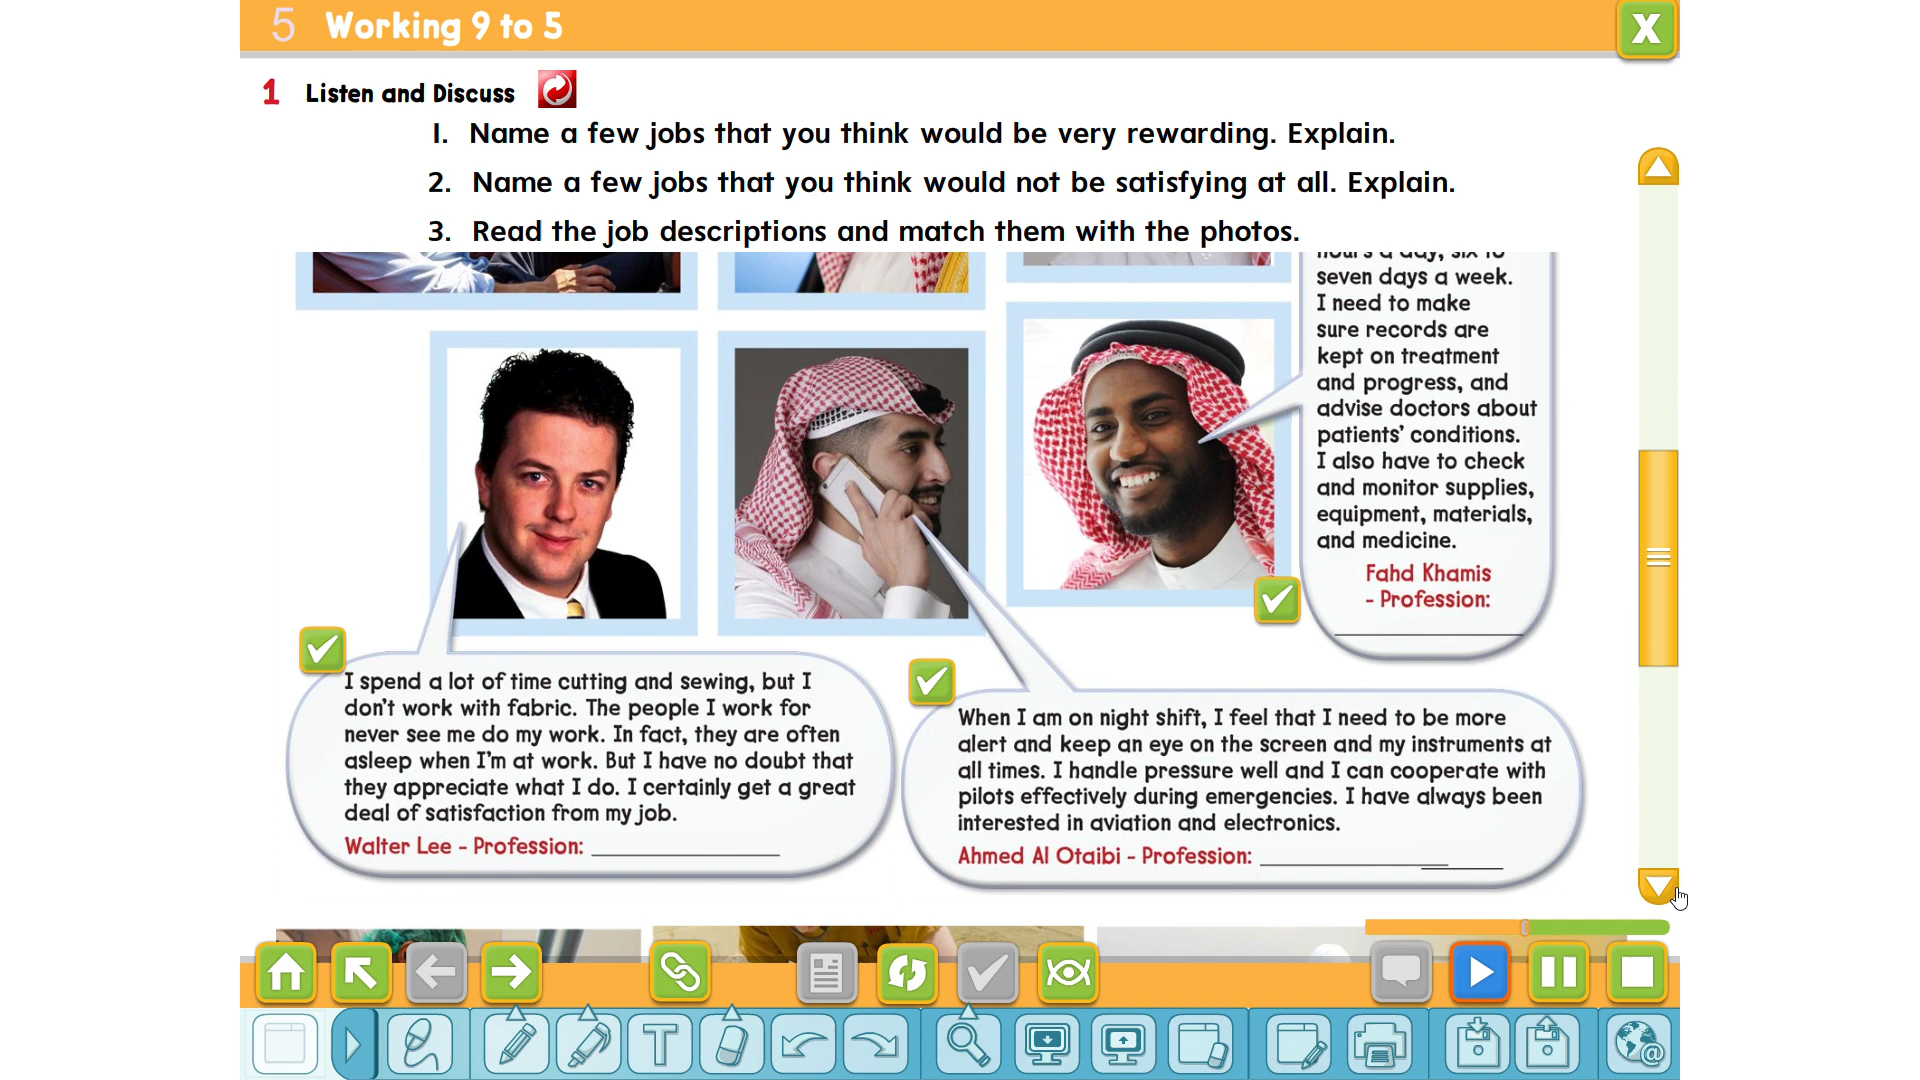 5 Working 9 to 5
X
1 Listen and Discuss
1. Name a few jobs that you think would be very rewarding. Explain.
2. Name a few jobs that you think would not be satisfying at all. Explain.
3. Read the job descriptions and match them with the photos.
hours a day, six to
seven days a week.
I need to make
sure records are
kept on treatment
and progress, and
advise doctors about
patients' conditions.
I also have to check
and monitor supplies,
equipment, materials,
and medicine.
Fahd Khamis
- Profession:
I spend a lot of time cutting and sewing, but I
don't work with fabric. The people I work for
never see me do my work. In fact, they are often
asleep when I'm at work. But I have no doubt that
they appreciate what I do. I certainly get a great
deal of satisfaction from my job.
Walter Lee - Profession:
When I am on night shift, I feel that I need to be more
alert and keep an eye on the screen and my instruments at
all times. I handle pressure well and I can cooperate with
pilots effectively during emergencies. I have always been
interested in aviation and electronics.
Ahmed Al Otaibi - Profession:
T
@